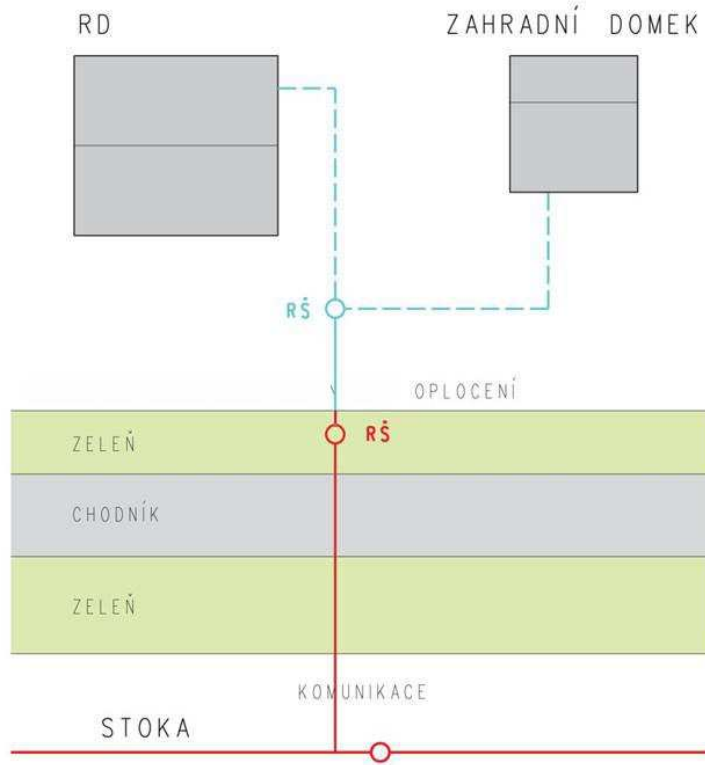 RD
ZAHRADNÍ DOMEK
RŠ
OPLOCENÍ
RŠ
ZELEŇ
CHODNÍK
ZELEŇ
KOMUNIKACE
STOKA